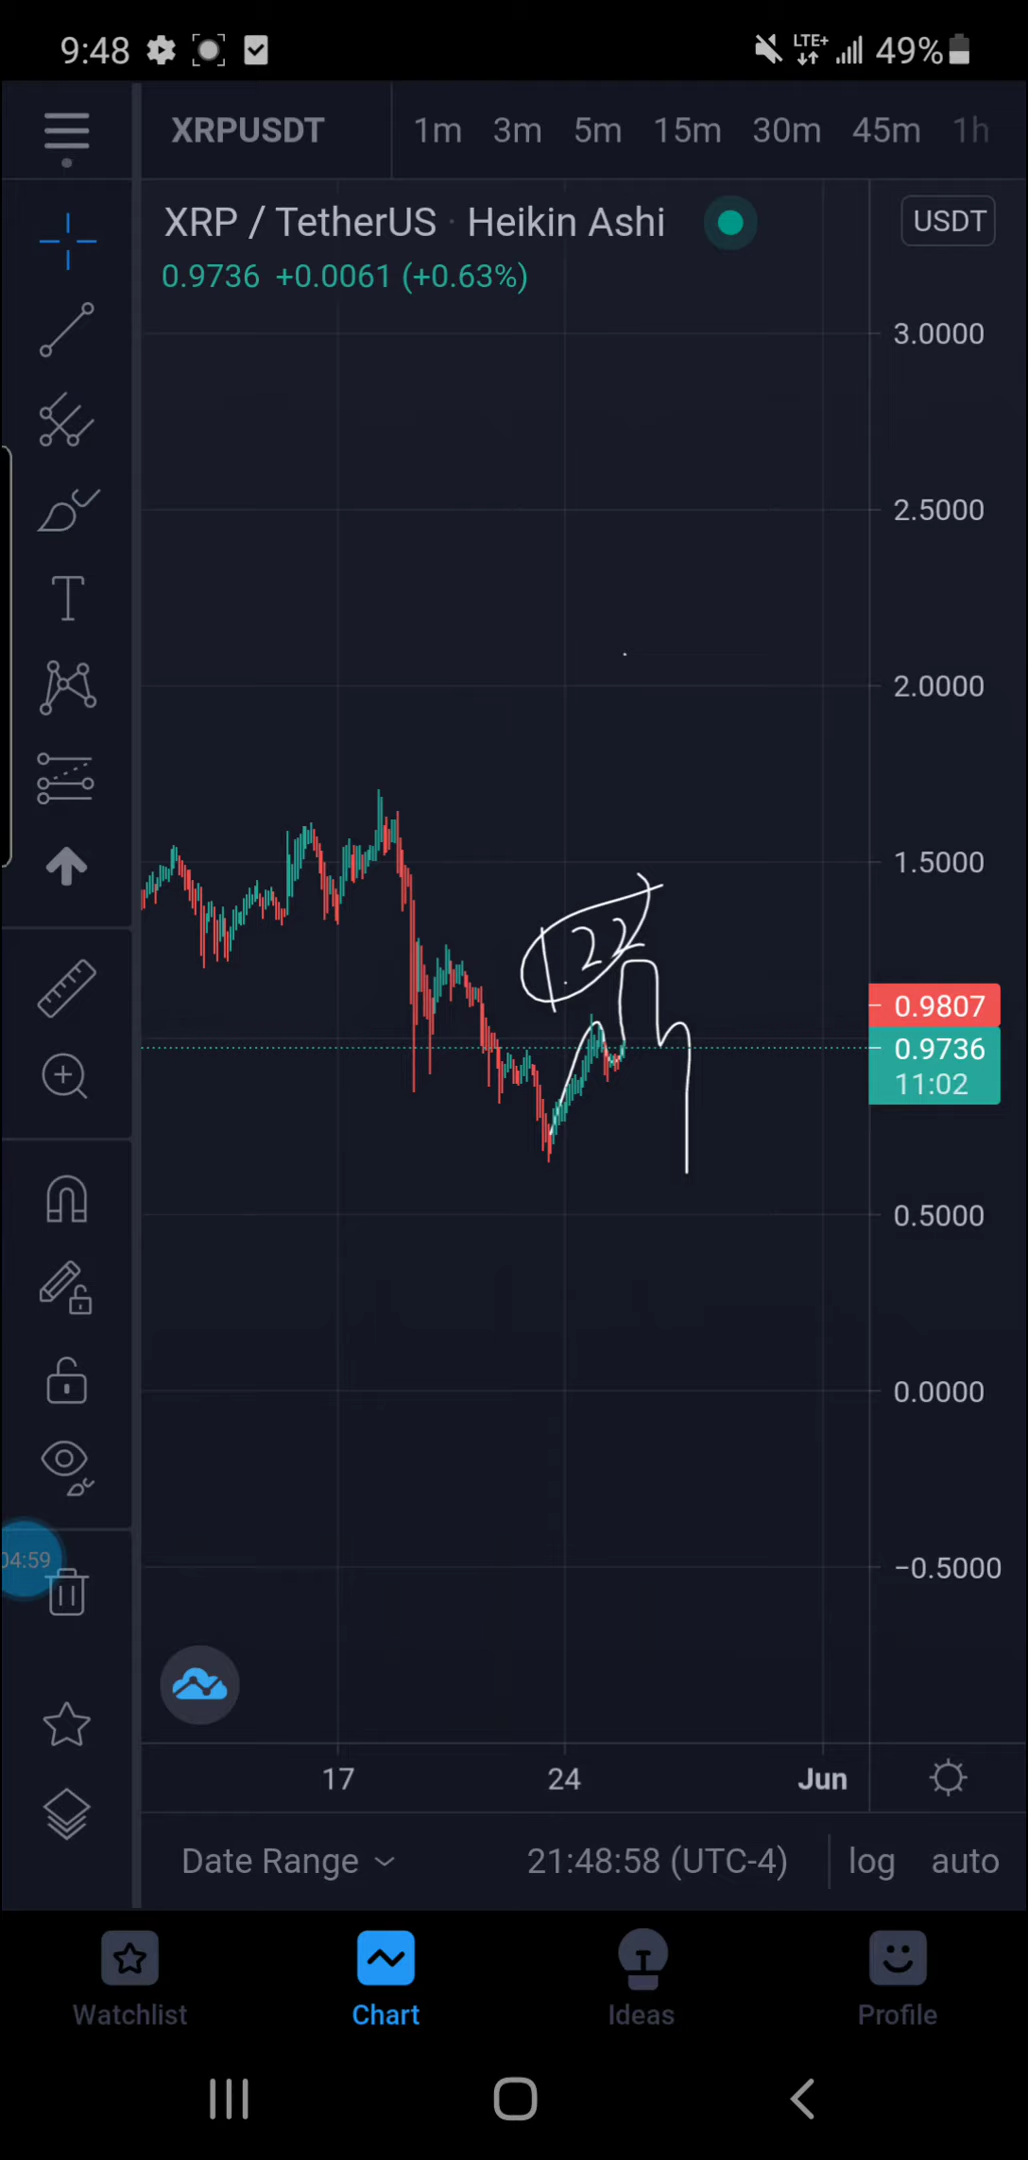 9:48 LTE+ 49%
XRPUSDT 1m 3m 5m 15m 30m 45m 1h
XRP / TetherUS · Heikin Ashi USDT
0.9736 +0.0061 (+0.63%)
3.0000
2.5000
T
2.0000
1.5000
1.22
0.9807
0.9736
11:02
0.5000
0.0000
−0.5000
04:59
17 24 Jun
Date Range 21:48:58 (UTC-4) log auto
Watchlist Chart Ideas Profile